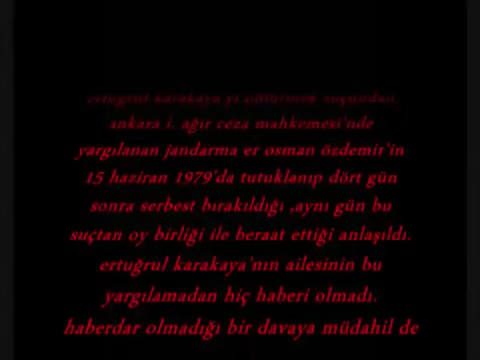 ertuğrul karakaya yı öldürmek suçundan
ankara i. ağır ceza mahkemesi'nde
yargılanan jandarma er osman özdemir'in
15 haziran 1979'da tutuklanıp dört gün
sonra serbest bırakıldığı ,aynı gün bu
suçtan oy birliği ile beraat ettiği anlaşıldı.
ertuğrul karakaya'nın ailesinin bu
yargılamadan hiç haberi olmadı.
haberdar olmadığı bir davaya müdahil de